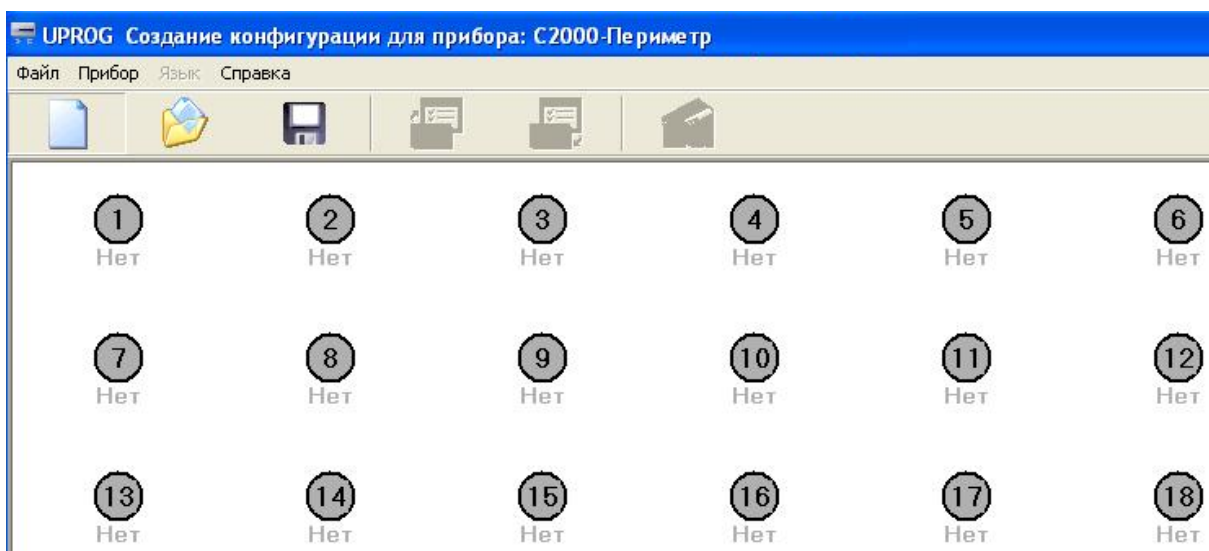 UPROG Создание конфигурации для прибора: С2000-Периметр
Файл Прибор Язык Справка
1 2 3 4 5 6
Нет Нет Нет Нет Нет Нет
7 8 9 10 11 12
Нет Нет Нет Нет Нет Нет
13 14 15 16 17 18
Нет Нет Нет Нет Нет Нет